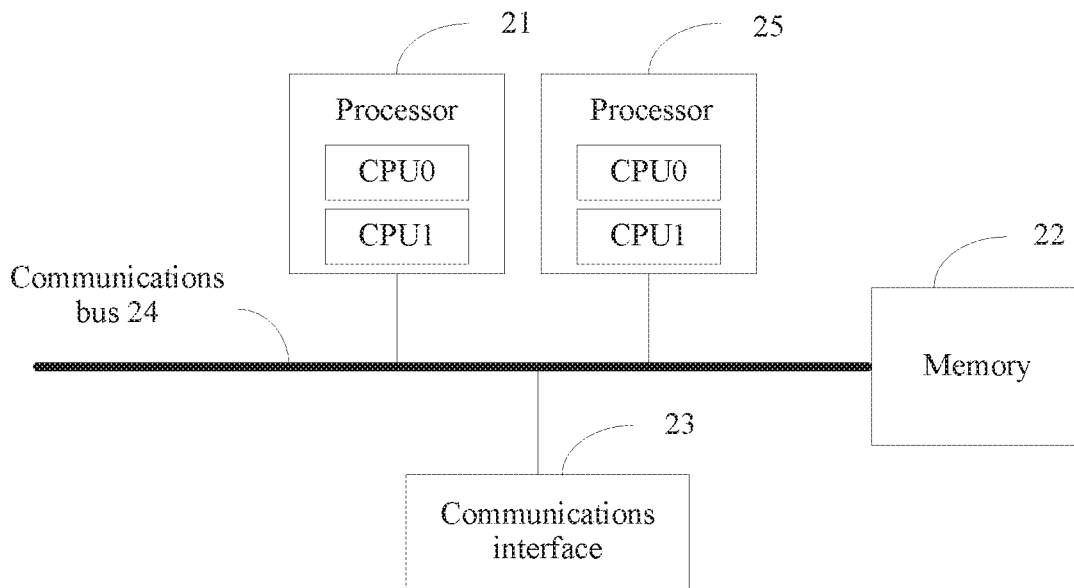 21
25
Processor
CPU0
CPU1
Processor
CPU0
CPU1
22
Communications
bus 24
Memory
23
Communications
interface